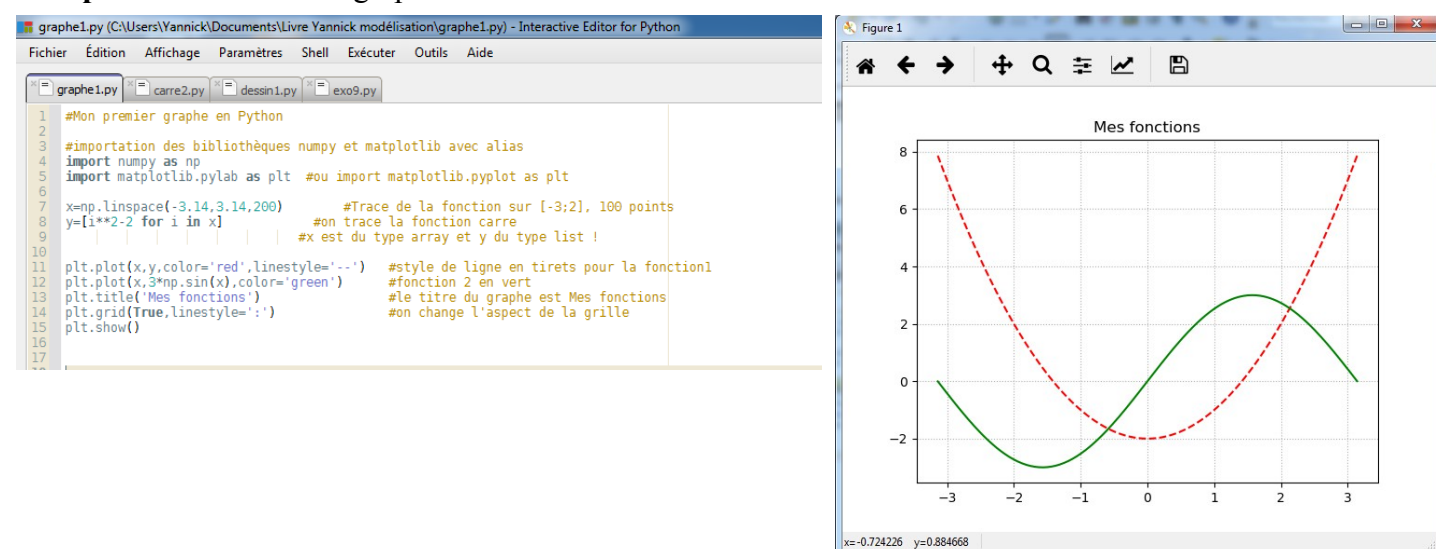 graphe1.py (C:\Users\Yannick\Documents\Livre Yannick modélisation\graphe1.py) - Interactive Editor for Python
Fichier Édition Affichage Paramètres Shell Exécuter Outils Aide
graphe1.py carre2.py dessin1.py exo9.py
1 #Mon premier graphe en Python
2
3 #importation des bibliothèques numpy et matplotlib avec alias
4 import numpy as np
5 import matplotlib.pylab as plt #ou import matplotlib.pyplot as plt
6
7 x=np.linspace(-3.14,3.14,200) #Trace de la fonction sur [-3;2], 100 points
8 y=[i**2-2 for i in x] #on trace la fonction carre
9 #x est du type array et y du type list !
10
11 plt.plot(x,y,color='red',linestyle='--') #style de ligne en tirets pour la fonction1
12 plt.plot(x,3*np.sin(x),color='green') #fonction 2 en vert
13 plt.title('Mes fonctions') #le titre du graphe est Mes fonctions
14 plt.grid(True,linestyle=':') #on change l'aspect de la grille
15 plt.show()
16
17
Figure 1
Mes fonctions
8
6
4
2
0
−2
−3 −2 −1 0 1 2 3
x=-0.724226 y=0.884668